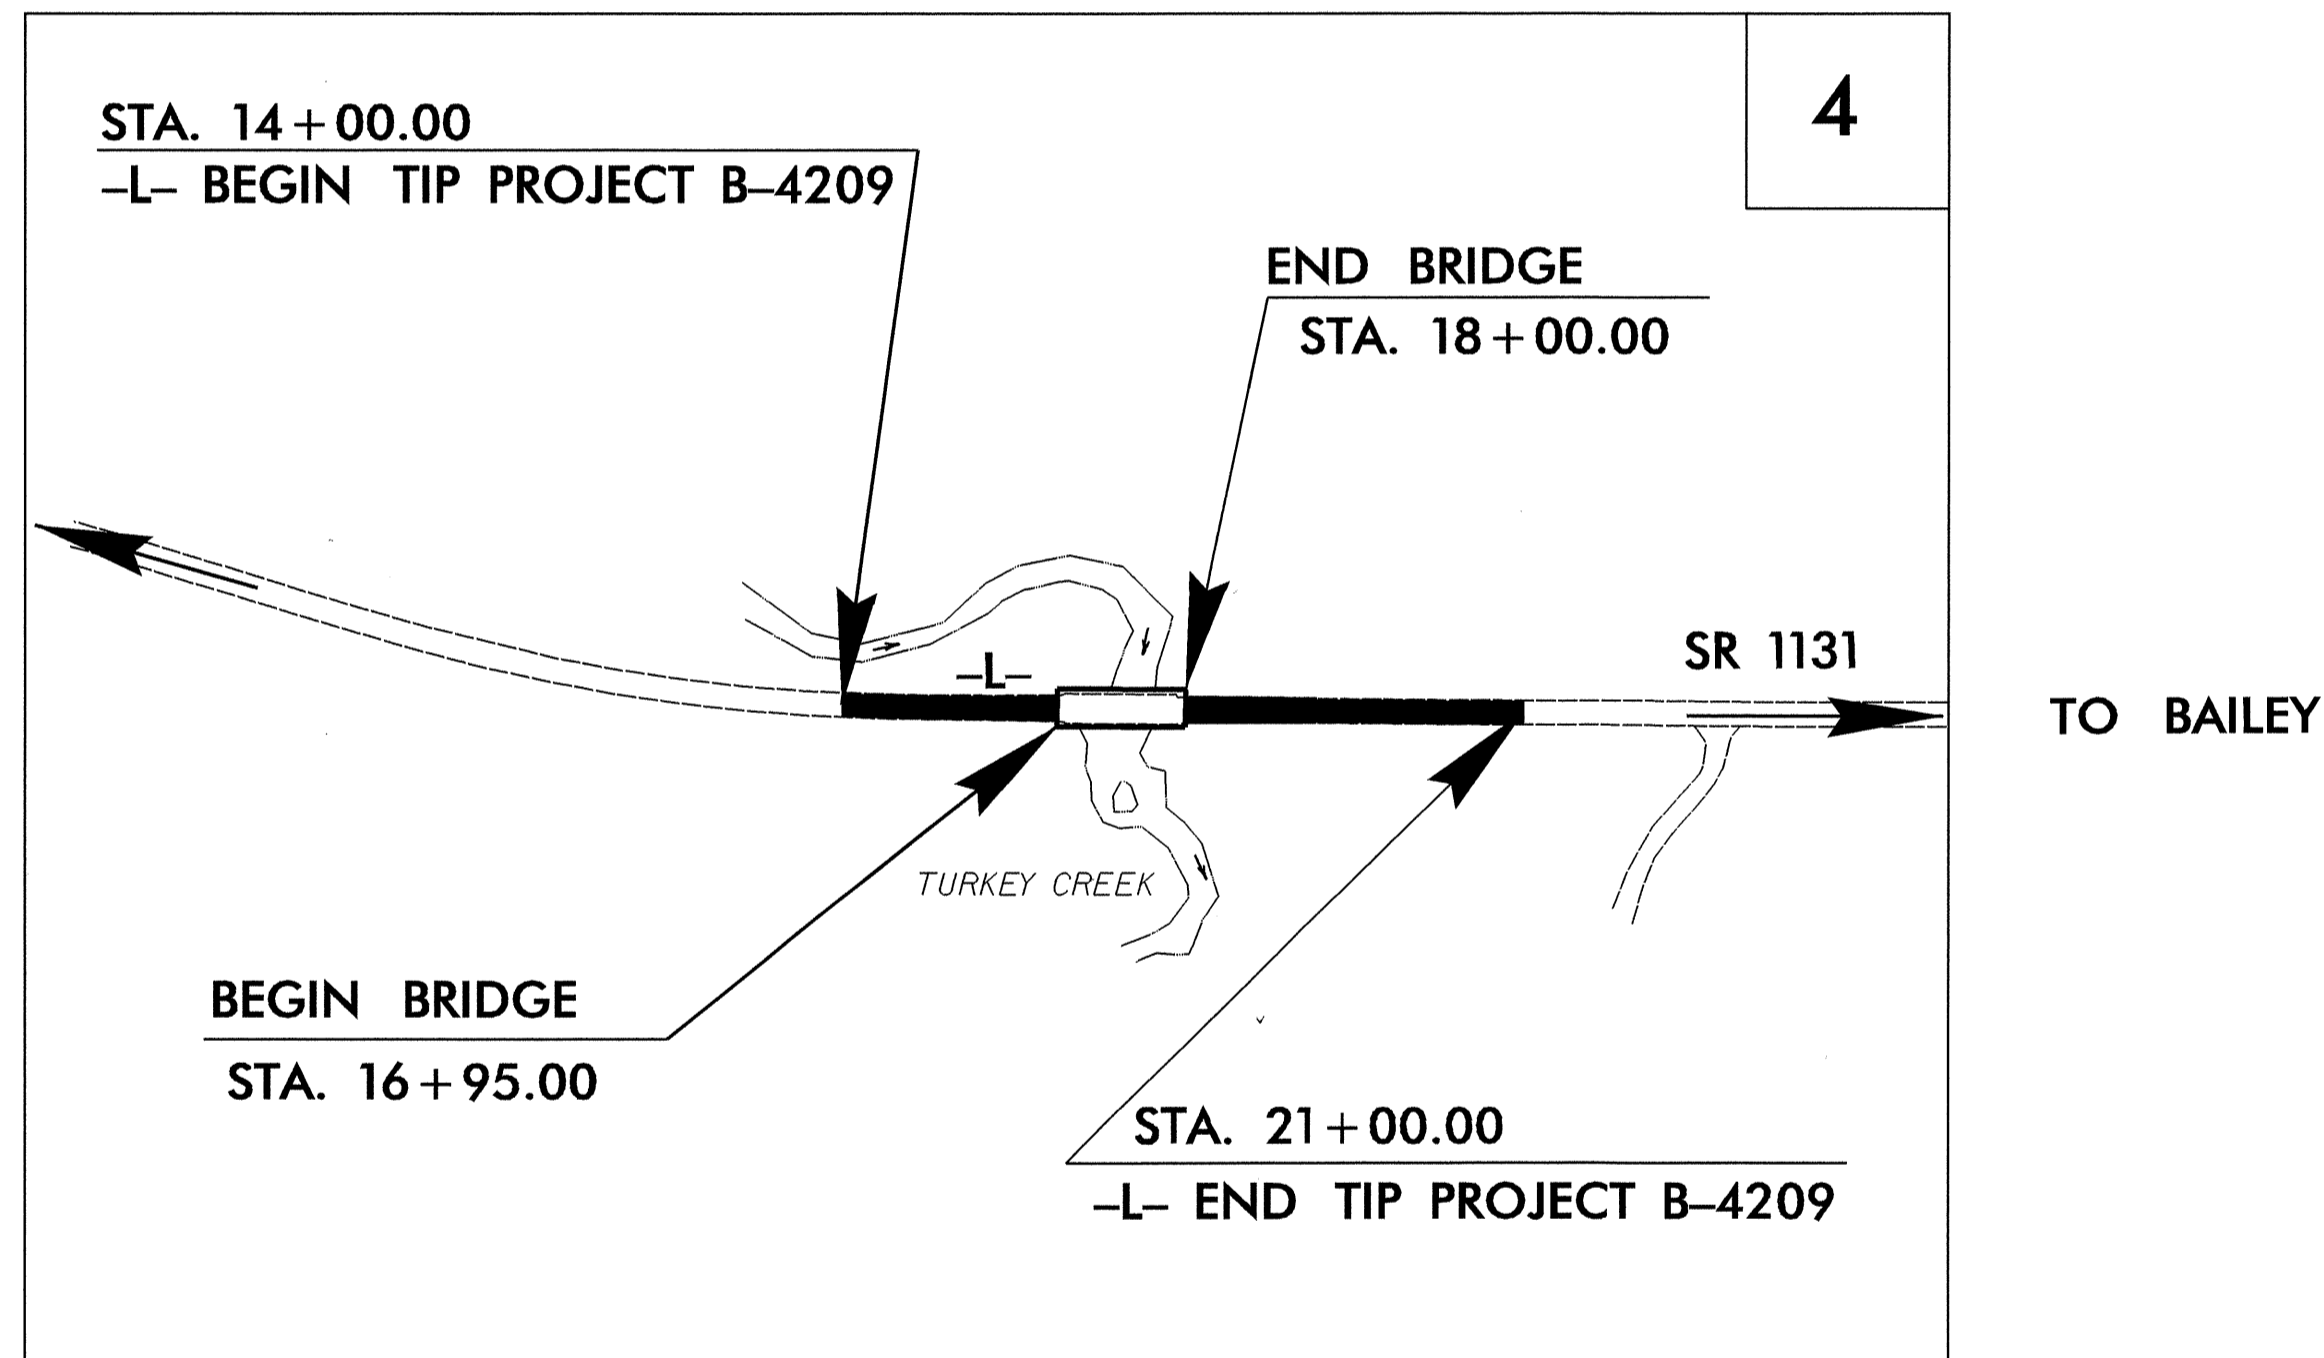 STA. 14+00.00
-L- BEGIN TIP PROJECT B-4209
4
END BRIDGE
STA. 18+00.00
-L-
SR 1131
TO BAILEY
TURKEY CREEK
BEGIN BRIDGE
STA. 16+95.00
STA. 21+00.00
-L- END TIP PROJECT B-4209